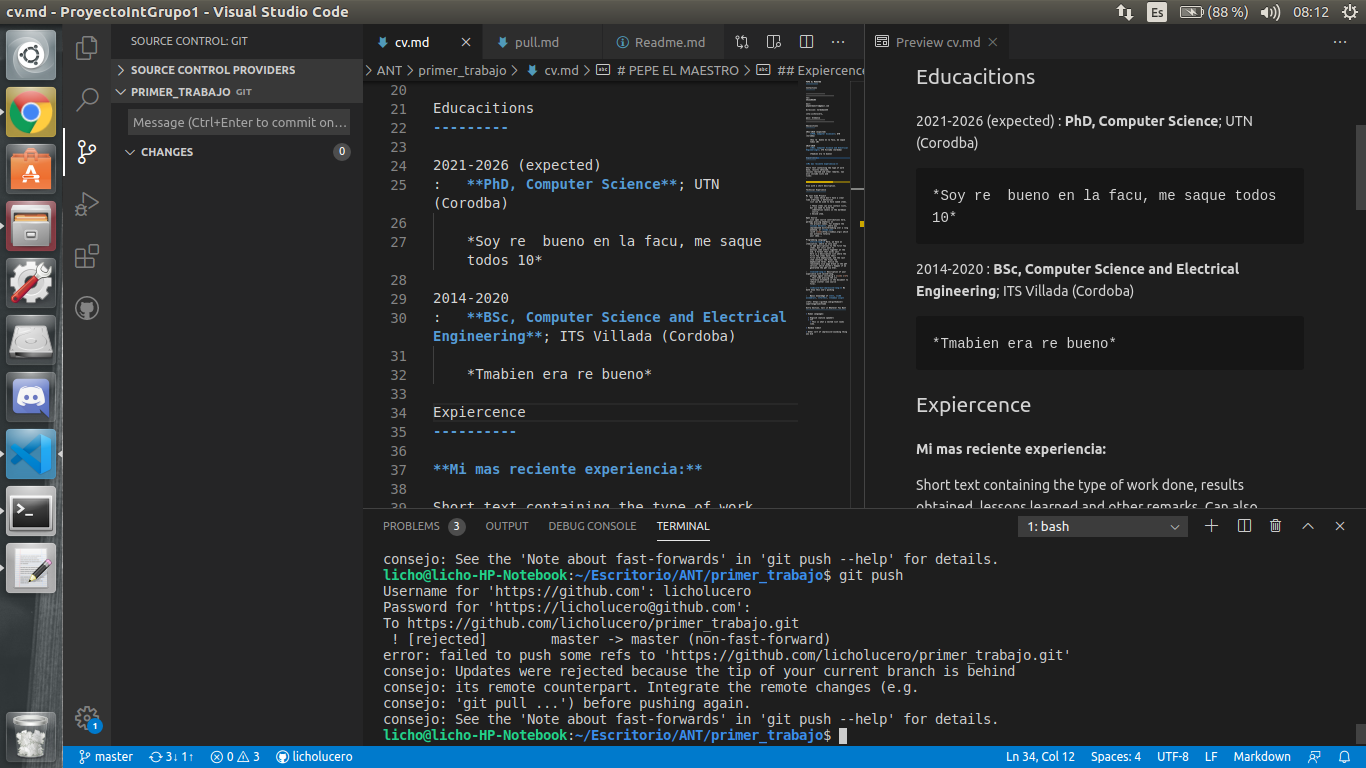 cv.md - ProyectoIntGrupo1 - Visual Studio Code
Es
(88 %)
08:12
SOURCE CONTROL: GIT
SOURCE CONTROL PROVIDERS
PRIMER_TRABAJO GIT
Message (Ctrl+Enter to commit on…
CHANGES
0
cv.md
pull.md
Readme.md
ANT > primer_trabajo > cv.md > # PEPE EL MAESTRO > ## Expiercence
20
21 Educacitions
22 ---------
23
24 2021-2026 (expected)
25 :   **PhD, Computer Science**; UTN
(Corodba)
26
27 *Soy re  bueno en la facu, me saque
todos 10*
28
29 2014-2020
30 :   **BSc, Computer Science and Electrical
Engineering**; ITS Villada (Cordoba)
31
32 *Tmabien era re bueno*
33
34 Expiercence
35 ----------
36
37 **Mi mas reciente experiencia:**
38
39 Short text containing the type of work
Preview cv.md
Educacitions
2021-2026 (expected) : PhD, Computer Science; UTN
(Corodba)
*Soy re  bueno en la facu, me saque todos
10*
2014-2020 : BSc, Computer Science and Electrical
Engineering; ITS Villada (Cordoba)
*Tmabien era re bueno*
Expiercence
Mi mas reciente experiencia:
Short text containing the type of work done, results
obtained, lessons learned and other remarks. Can also
PROBLEMS 3 OUTPUT DEBUG CONSOLE TERMINAL
1: bash
consejo: See the 'Note about fast-forwards' in 'git push --help' for details.
licho@licho-HP-Notebook:~/Escritorio/ANT/primer_trabajo$ git push
Username for 'https://github.com': licholucero
Password for 'https://licholucero@github.com':
To https://github.com/licholucero/primer_trabajo.git
! [rejected]        master -> master (non-fast-forward)
error: failed to push some refs to 'https://github.com/licholucero/primer_trabajo.git'
consejo: Updates were rejected because the tip of your current branch is behind
consejo: its remote counterpart. Integrate the remote changes (e.g.
consejo: 'git pull ...') before pushing again.
consejo: See the 'Note about fast-forwards' in 'git push --help' for details.
licho@licho-HP-Notebook:~/Escritorio/ANT/primer_trabajo$
1
master
3↓ 1↑
0
3
licholucero
Ln 34, Col 12
Spaces: 4
UTF-8
LF
Markdown